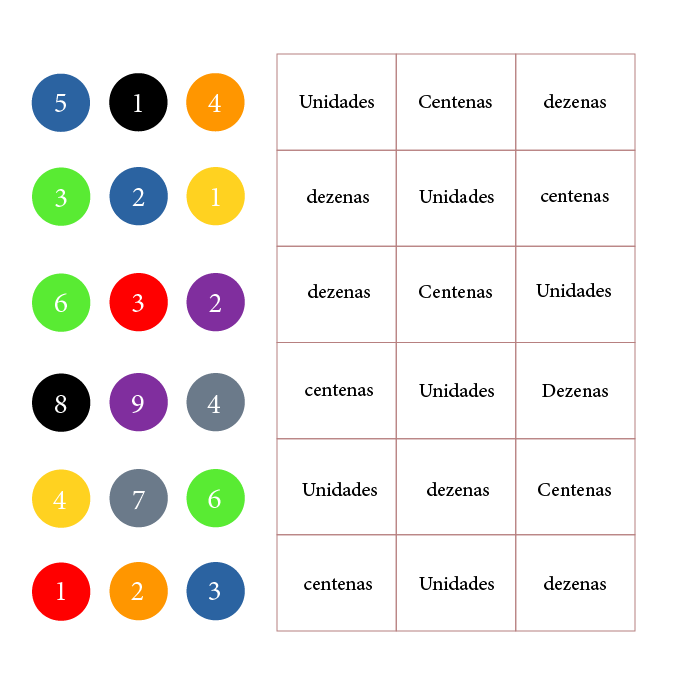 5 1 4 Unidades Centenas dezenas
3 2 1 dezenas Unidades centenas
6 3 2 dezenas Centenas Unidades
8 9 4 centenas Unidades Dezenas
4 7 6 Unidades dezenas Centenas
1 2 3 centenas Unidades dezenas